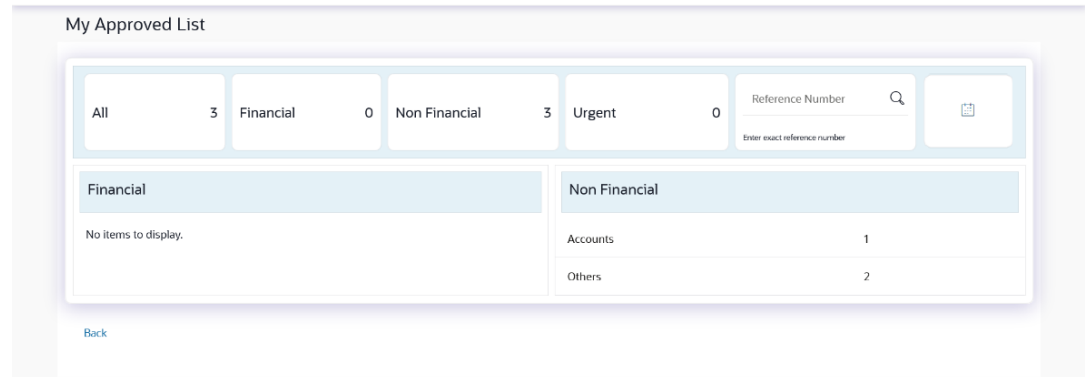 My Approved List
All 3 Financial 0 Non Financial 3 Urgent 0 Reference Number
Enter exact reference number
Financial
No items to display.
Non Financial
Accounts 1
Others 2
Back